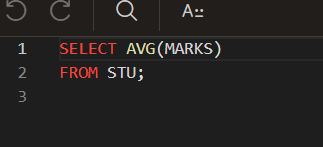 A::
1 SELECT AVG(MARKS)
2 FROM STU;
3